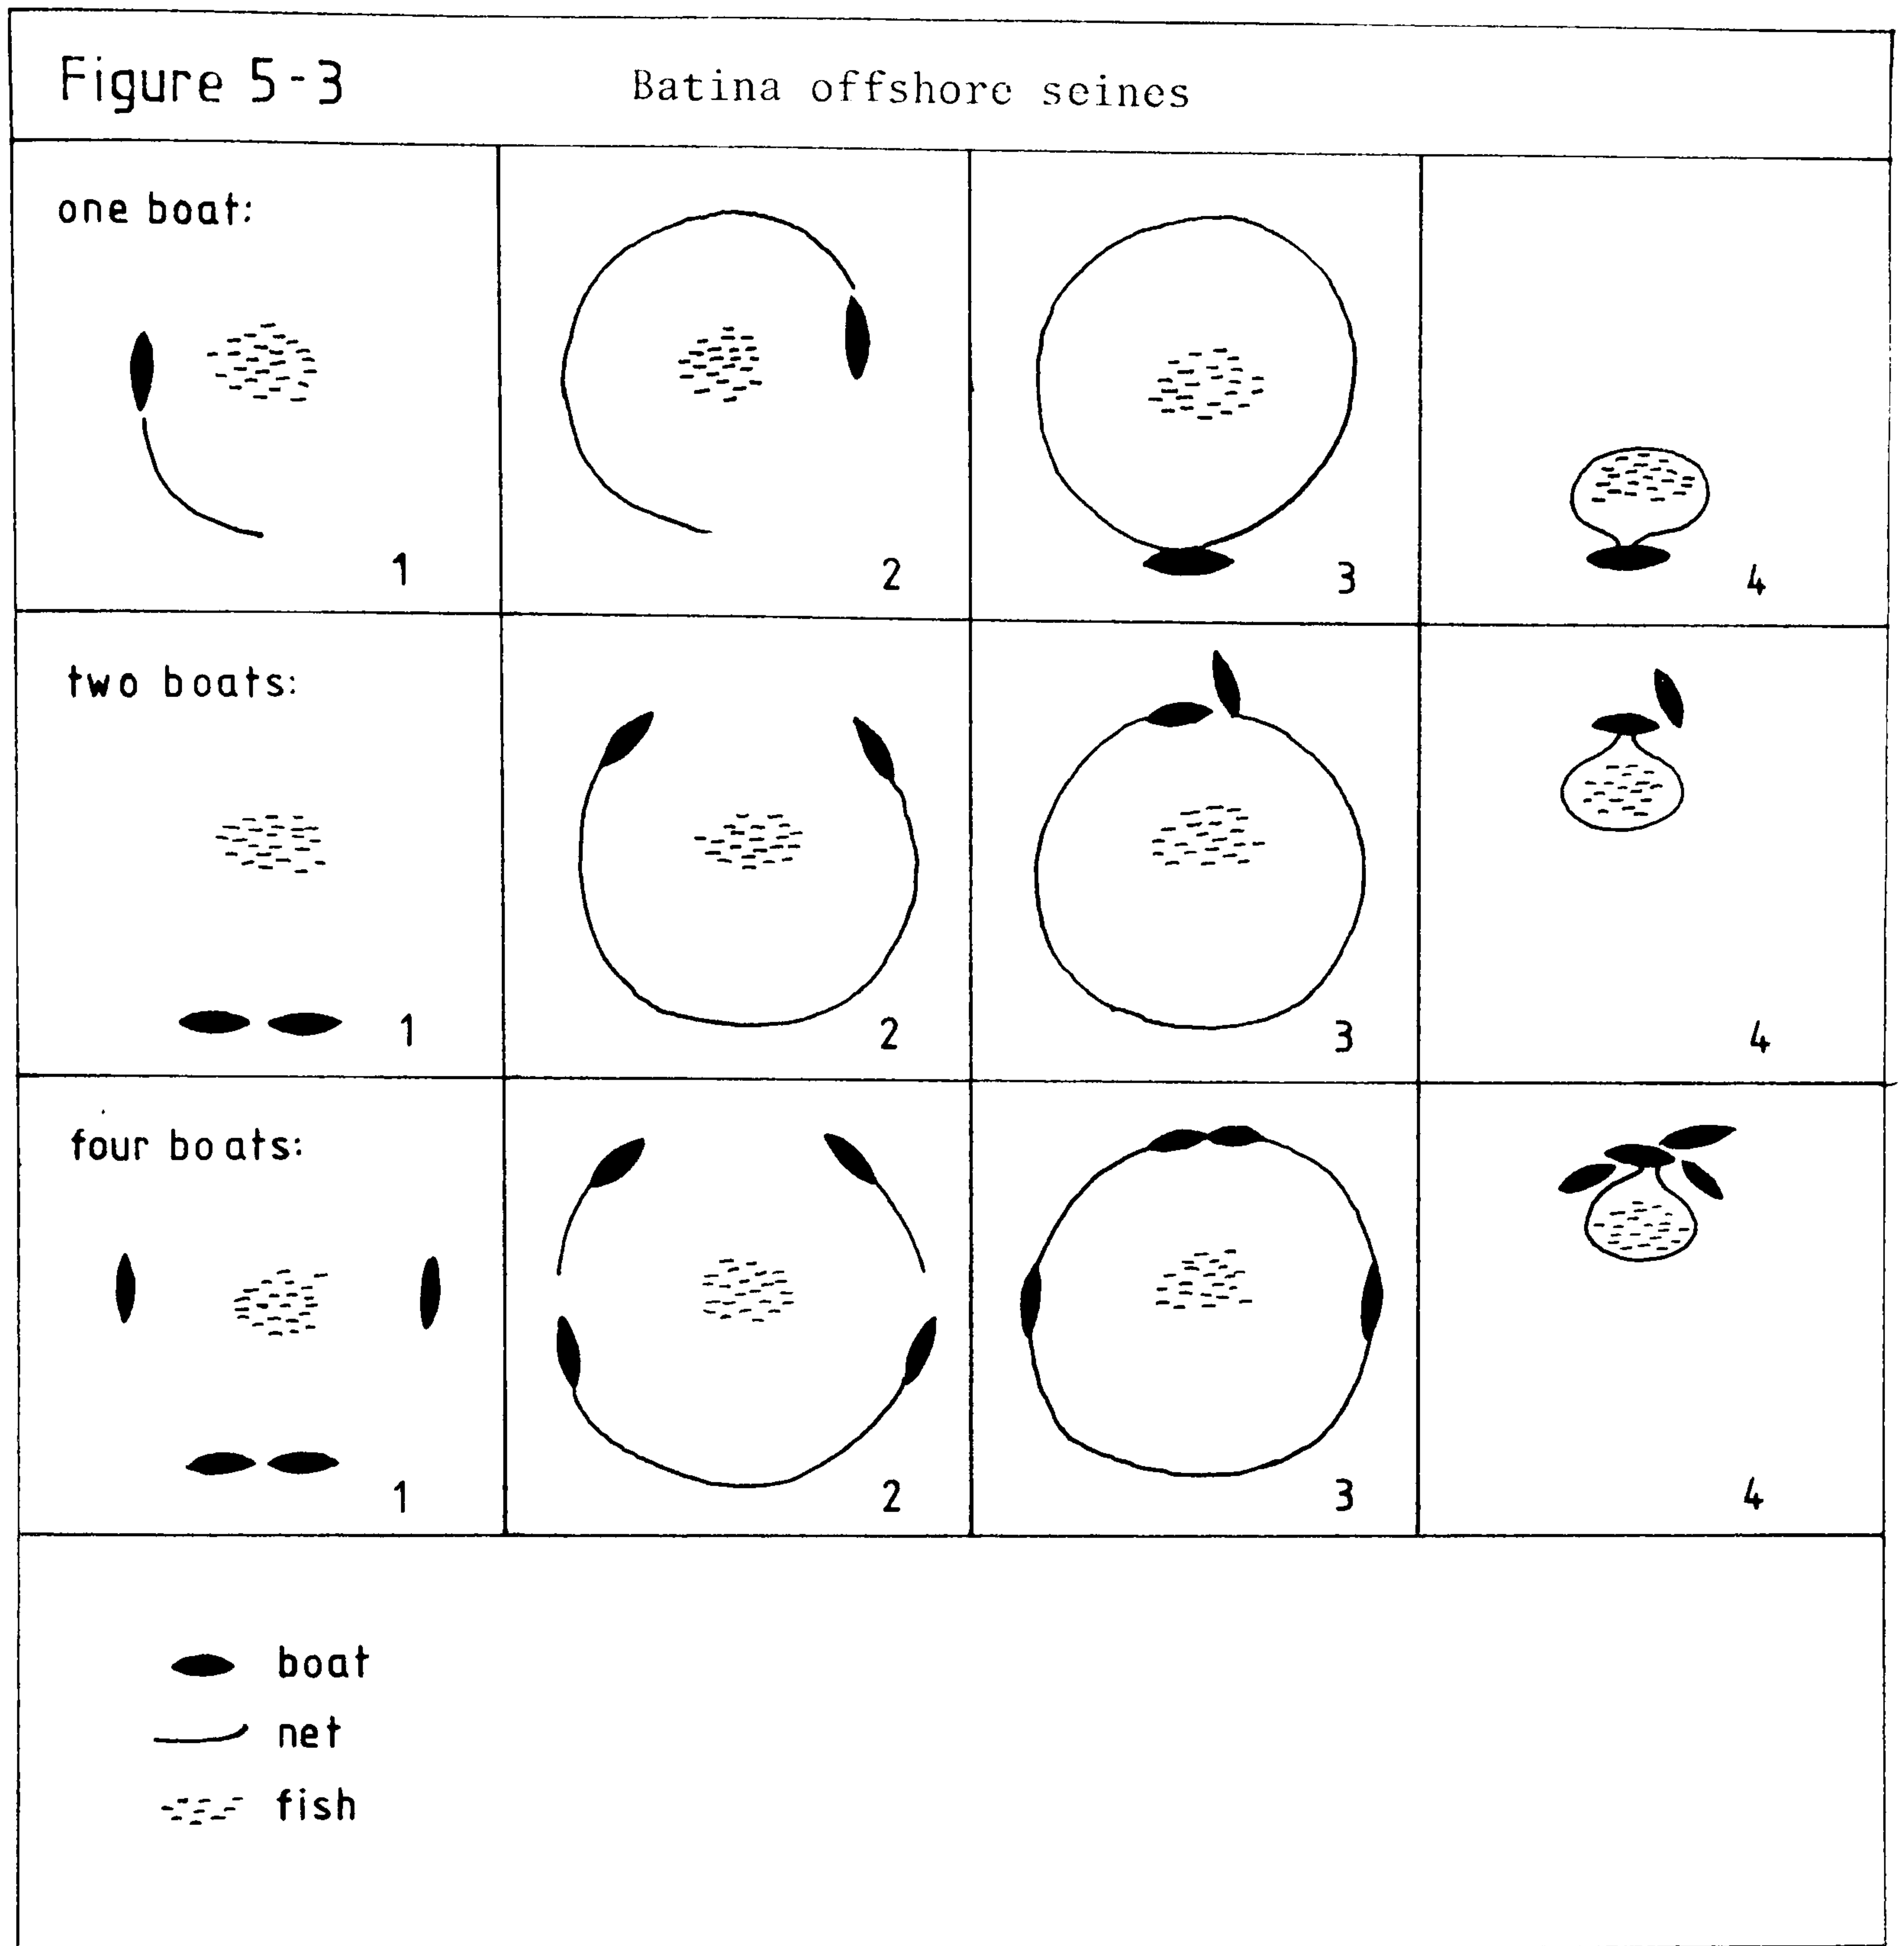 Figure 5-3
Batina offshore seines
one boat:
1
2
3
4
two boats:
1
2
3
4
four boats:
1
2
3
4
boat
net
fish